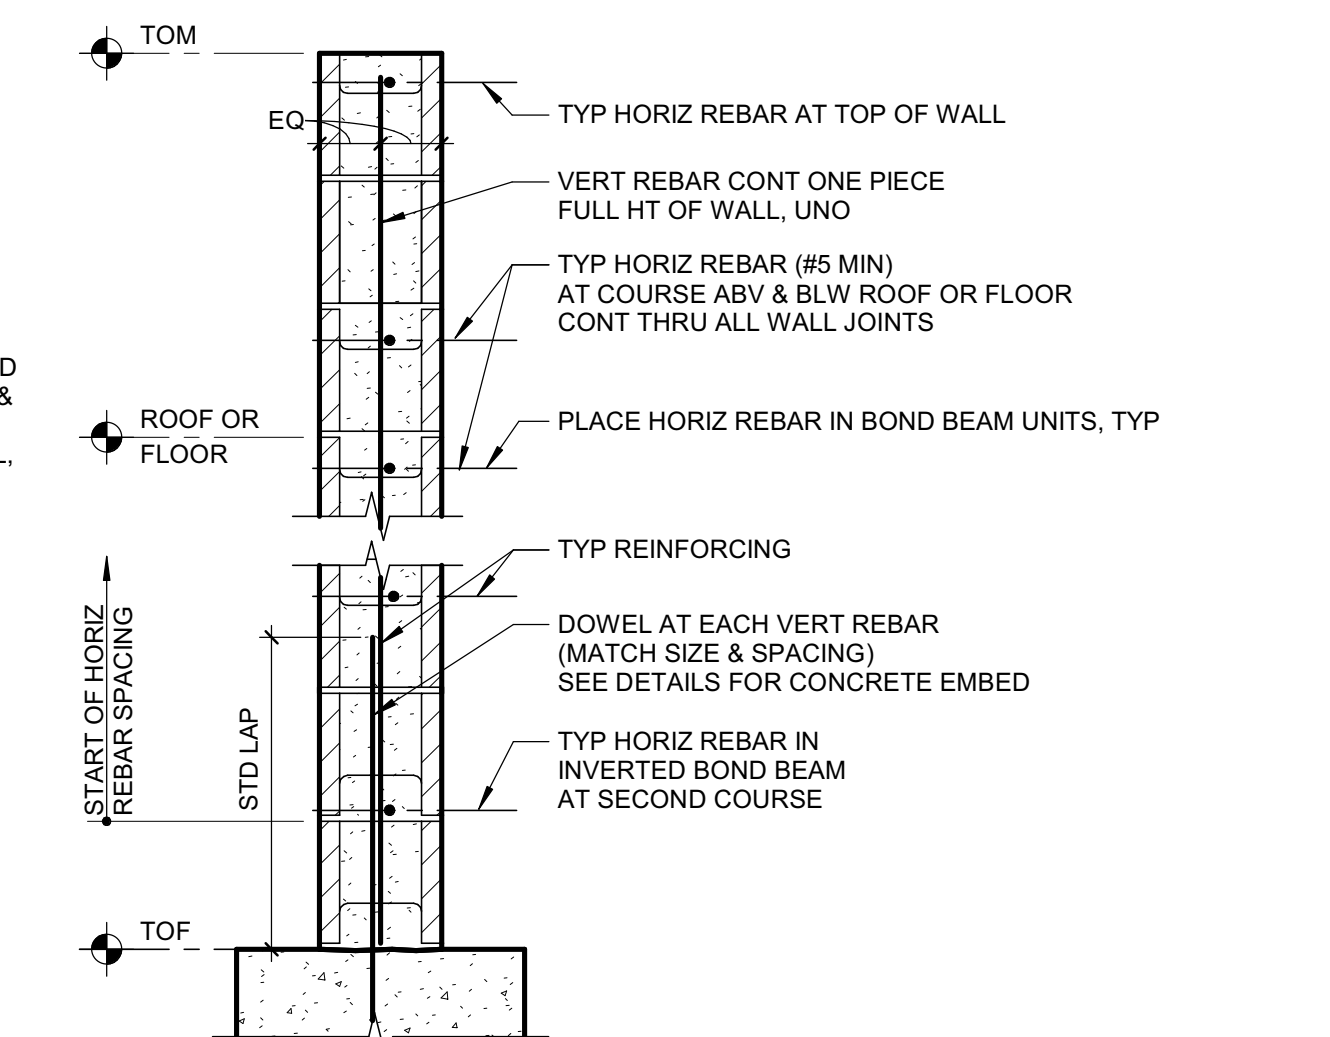 TOM
TYP HORIZ REBAR AT TOP OF WALL
EQ
VERT REBAR CONT ONE PIECE
FULL HT OF WALL, UNO
TYP HORIZ REBAR (#5 MIN)
AT COURSE ABV & BLW ROOF OR FLOOR
CONT THRU ALL WALL JOINTS
D
&
L,
ROOF OR
FLOOR
PLACE HORIZ REBAR IN BOND BEAM UNITS, TYP
TYP REINFORCING
START OF HORIZ
REBAR SPACING
STD LAP
DOWEL AT EACH VERT REBAR
(MATCH SIZE & SPACING)
SEE DETAILS FOR CONCRETE EMBED
TYP HORIZ REBAR IN
INVERTED BOND BEAM
AT SECOND COURSE
TOF